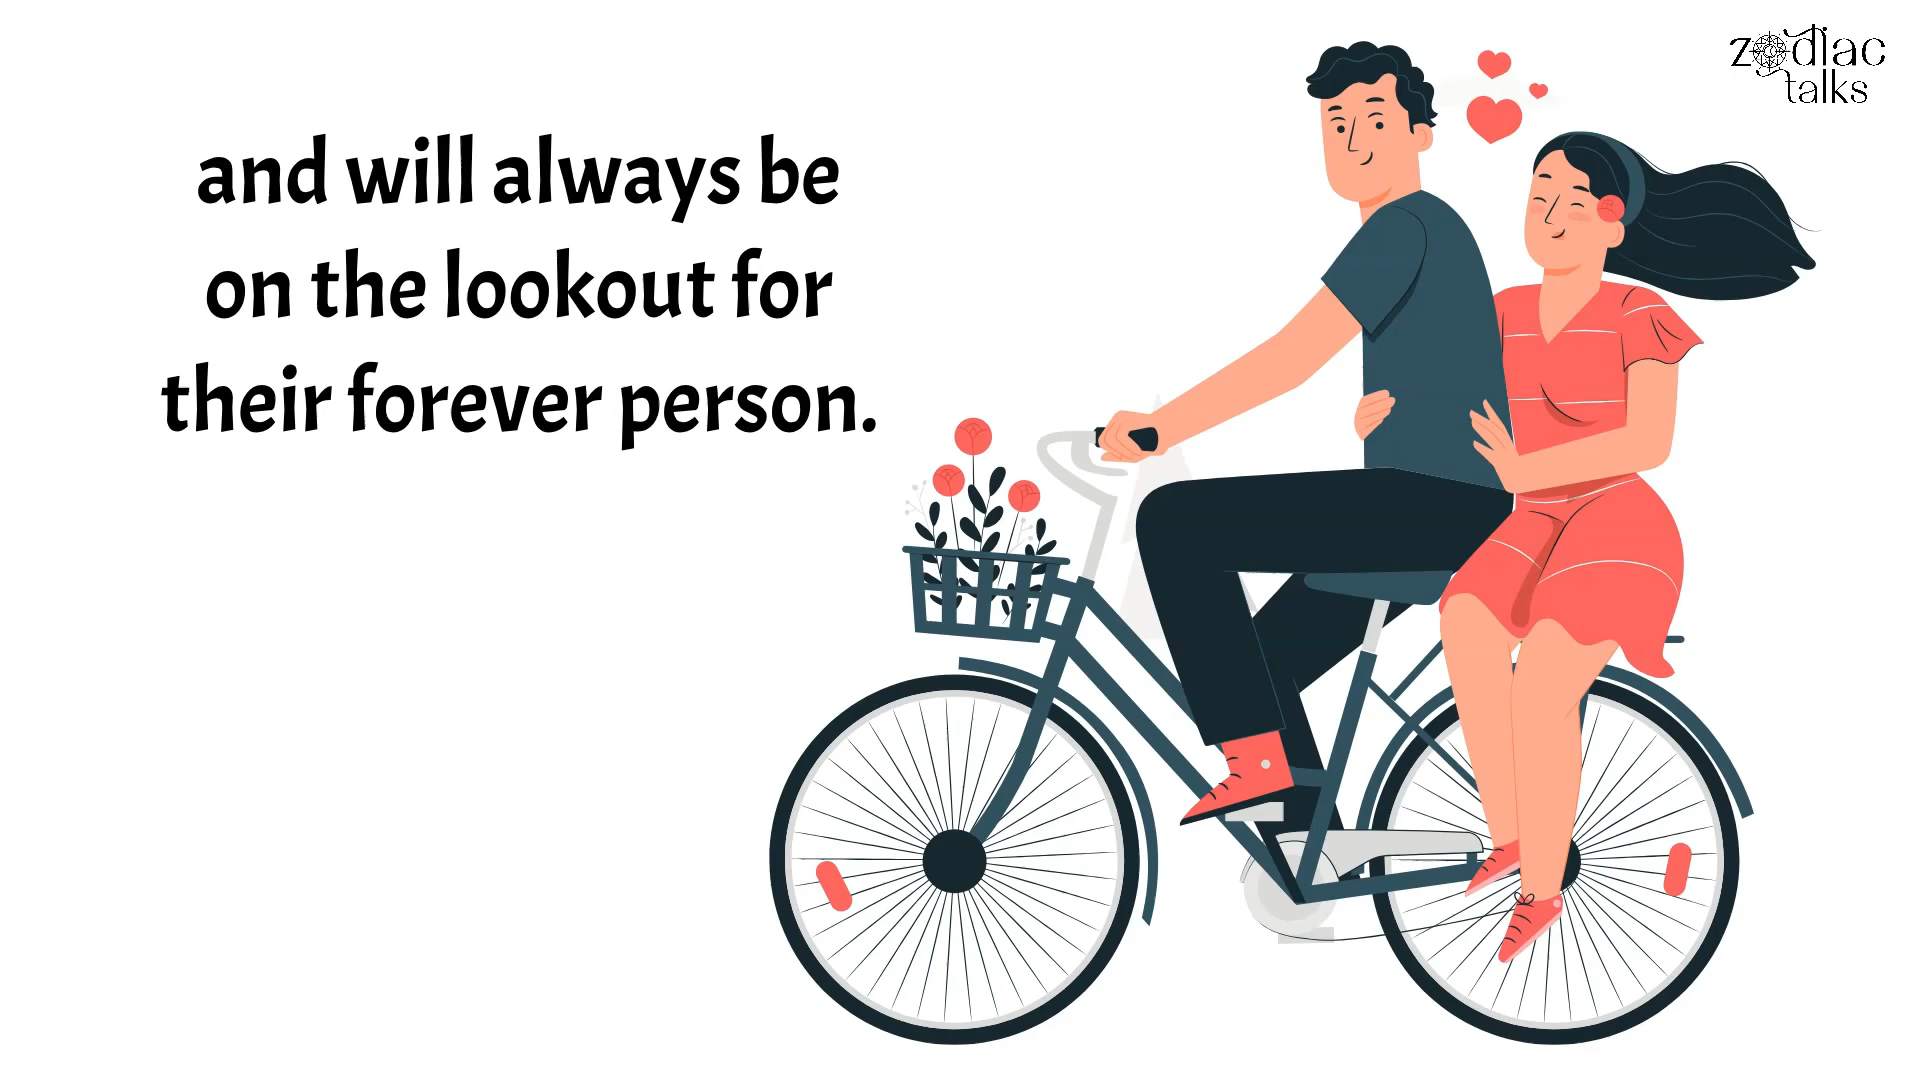 and will always be
on the lookout for
their forever person.
zodiac
talks